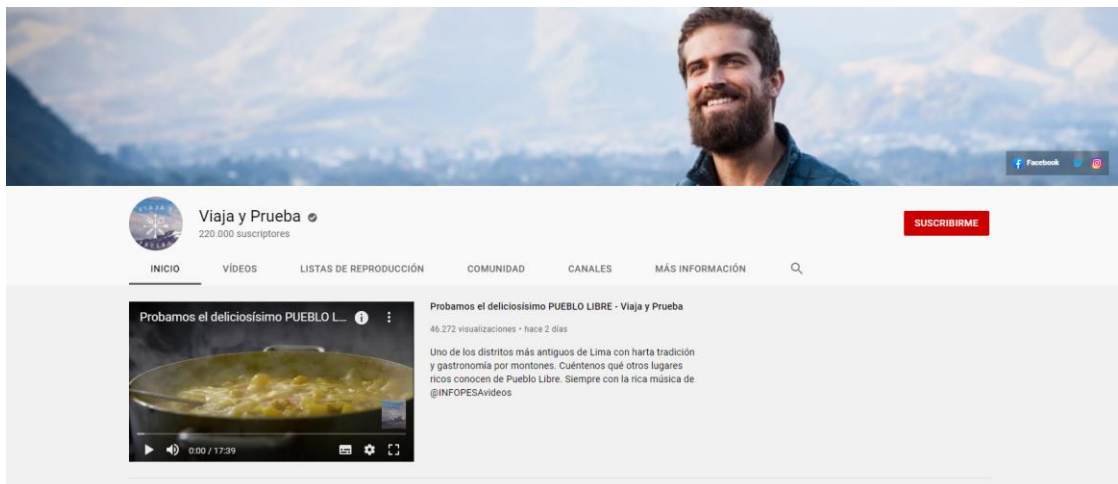 Facebook
VIAJA Y
PRUEBA
Viaja y Prueba
220.000 suscriptores
SUSCRIBIRME
INICIO VÍDEOS LISTAS DE REPRODUCCIÓN COMUNIDAD CANALES MÁS INFORMACIÓN
Probamos el deliciosísimo PUEBLO L...
0:00 / 17:39
Probamos el deliciosísimo PUEBLO LIBRE - Viaja y Prueba
46.272 visualizaciones • hace 2 días
Uno de los distritos más antiguos de Lima con harta tradición
y gastronomía por montones. Cuéntenos qué otros lugares
ricos conocen de Pueblo Libre. Siempre con la rica música de
@INFOPESAvideos